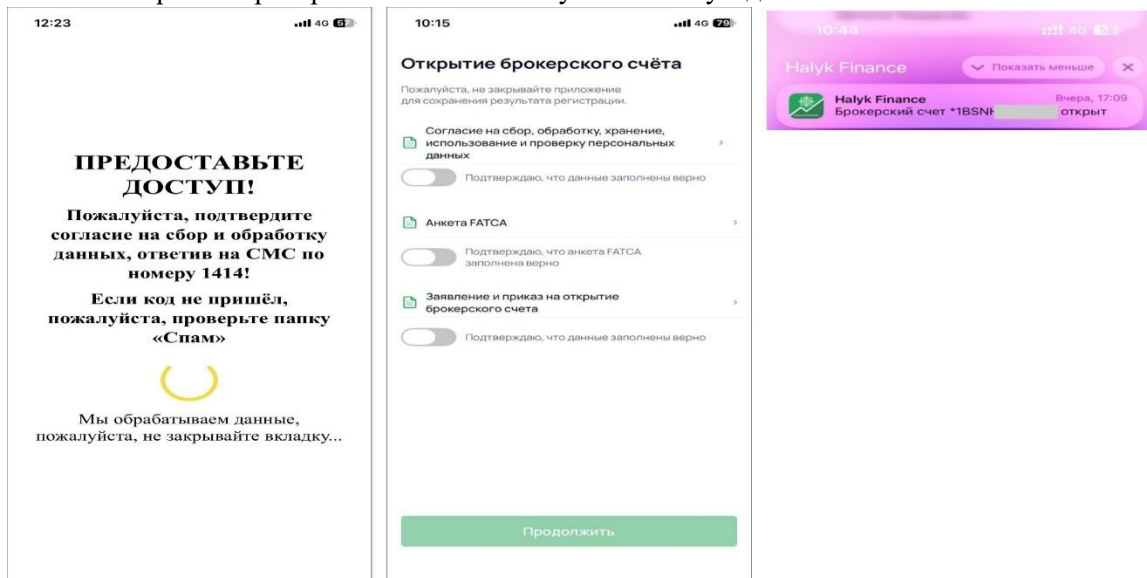 12:23
4G 67
ПРЕДОСТАВЬТЕ
ДОСТУП!
Пожалуйста, подтвердите
согласие на сбор и обработку
данных, ответив на СМС по
номеру 1414!
Если код не пришёл,
пожалуйста, проверьте папку
«Спам»
Мы обрабатываем данные,
пожалуйста, не закрывайте вкладку...
10:15
4G 79
Открытие брокерского счёта
Пожалуйста, не закрывайте приложение
для сохранения результата регистрации.
Согласие на сбор, обработку, хранение,
использование и проверку персональных
данных
Подтверждаю, что данные заполнены верно
Анкета FATCA
Подтверждаю, что анкета FATCA
заполнена верно
Заявление и приказ на открытие
брокерского счета
Подтверждаю, что данные заполнены верно
Продолжить
10:44
4G
Halyk Finance
Показать меньше
Halyk Finance
Вчера, 17:09
Брокерский счет *1BSN открыт